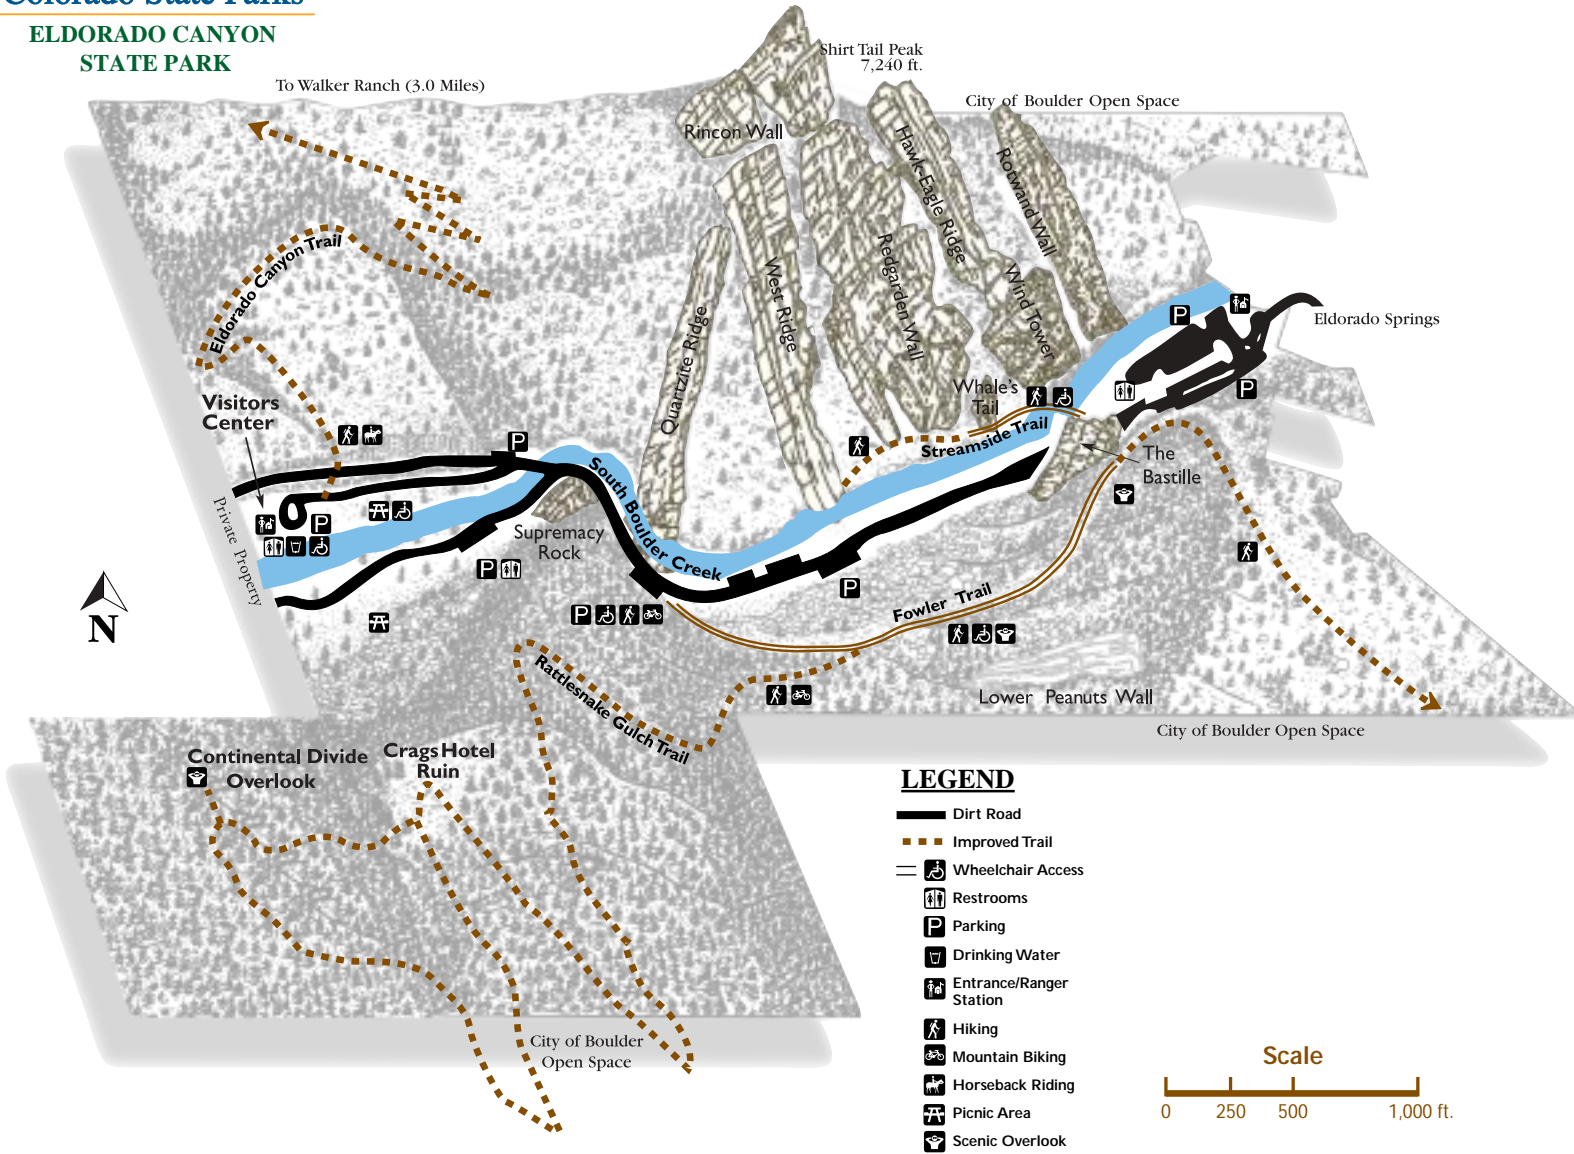 Colorado State Parks
ELDORADO CANYON
STATE PARK
To Walker Ranch (3.0 Miles)
Shirt Tail Peak
7,240 ft.
City of Boulder Open Space
Rincon Wall
Hawk-Eagle Ridge
Rotwand Wall
Eldorado Canyon Trail
Redgarden Wall
West Ridge
Wind Tower
Quartzite Ridge
Eldorado Springs
P
P
Whale's
Tail
Visitors
Center
Streamside Trail
The
Bastille
P
South Boulder Creek
Private Property
P
Supremacy
Rock
P
P
P
Fowler Trail
N
Rattlesnake Gulch Trail
Lower Peanuts Wall
City of Boulder Open Space
Continental Divide
Overlook
Crags Hotel
Ruin
City of Boulder
Open Space
LEGEND
Dirt Road
Improved Trail
Wheelchair Access
Restrooms
P Parking
Drinking Water
Entrance/Ranger
Station
Hiking
Mountain Biking
Horseback Riding
Picnic Area
Scenic Overlook
Scale
0 250 500 1,000 ft.